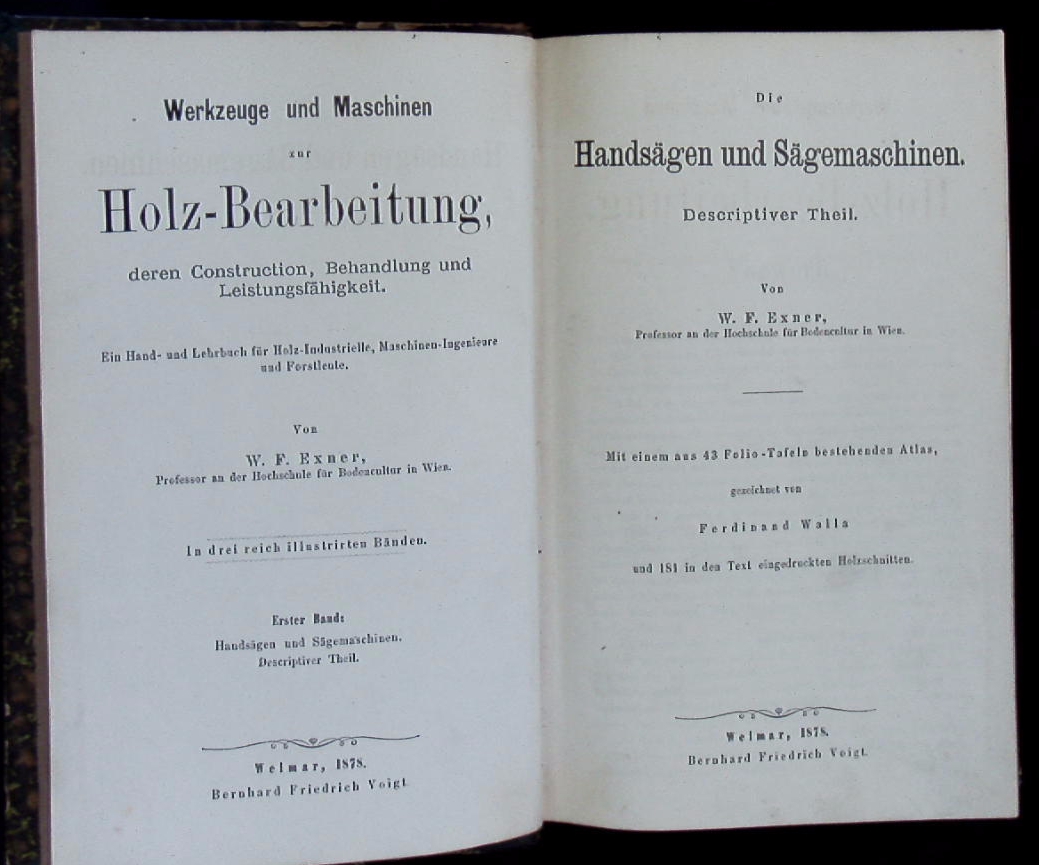 Werkzeuge und Maschinen
zur
Holz-Bearbeitung,
deren Construction, Behandlung und
Leistungsfähigkeit.
Ein Hand- und Lehrbuch für Holz-Industrielle, Maschinen-Ingenieure
und Forstleute.
Von
W. F. Exner,
Professor an der Hochschule für Bodencultur in Wien.
In drei reich illustrirten Bänden.
Erster Band:
Handsägen und Sägemaschinen.
Descriptiver Theil.
Weimar, 1878.
Bernhard Friedrich Voigt.
Die
Handsägen und Sägemaschinen.
Descriptiver Theil.
Von
W. F. Exner,
Professor an der Hochschule für Bodencultur in Wien.
Mit einem aus 43 Folio-Tafeln bestehenden Atlas,
gezeichnet von
Ferdinand Walla
und 181 in den Text eingedruckten Holzschnitten.
Weimar, 1878.
Bernhard Friedrich Voigt.